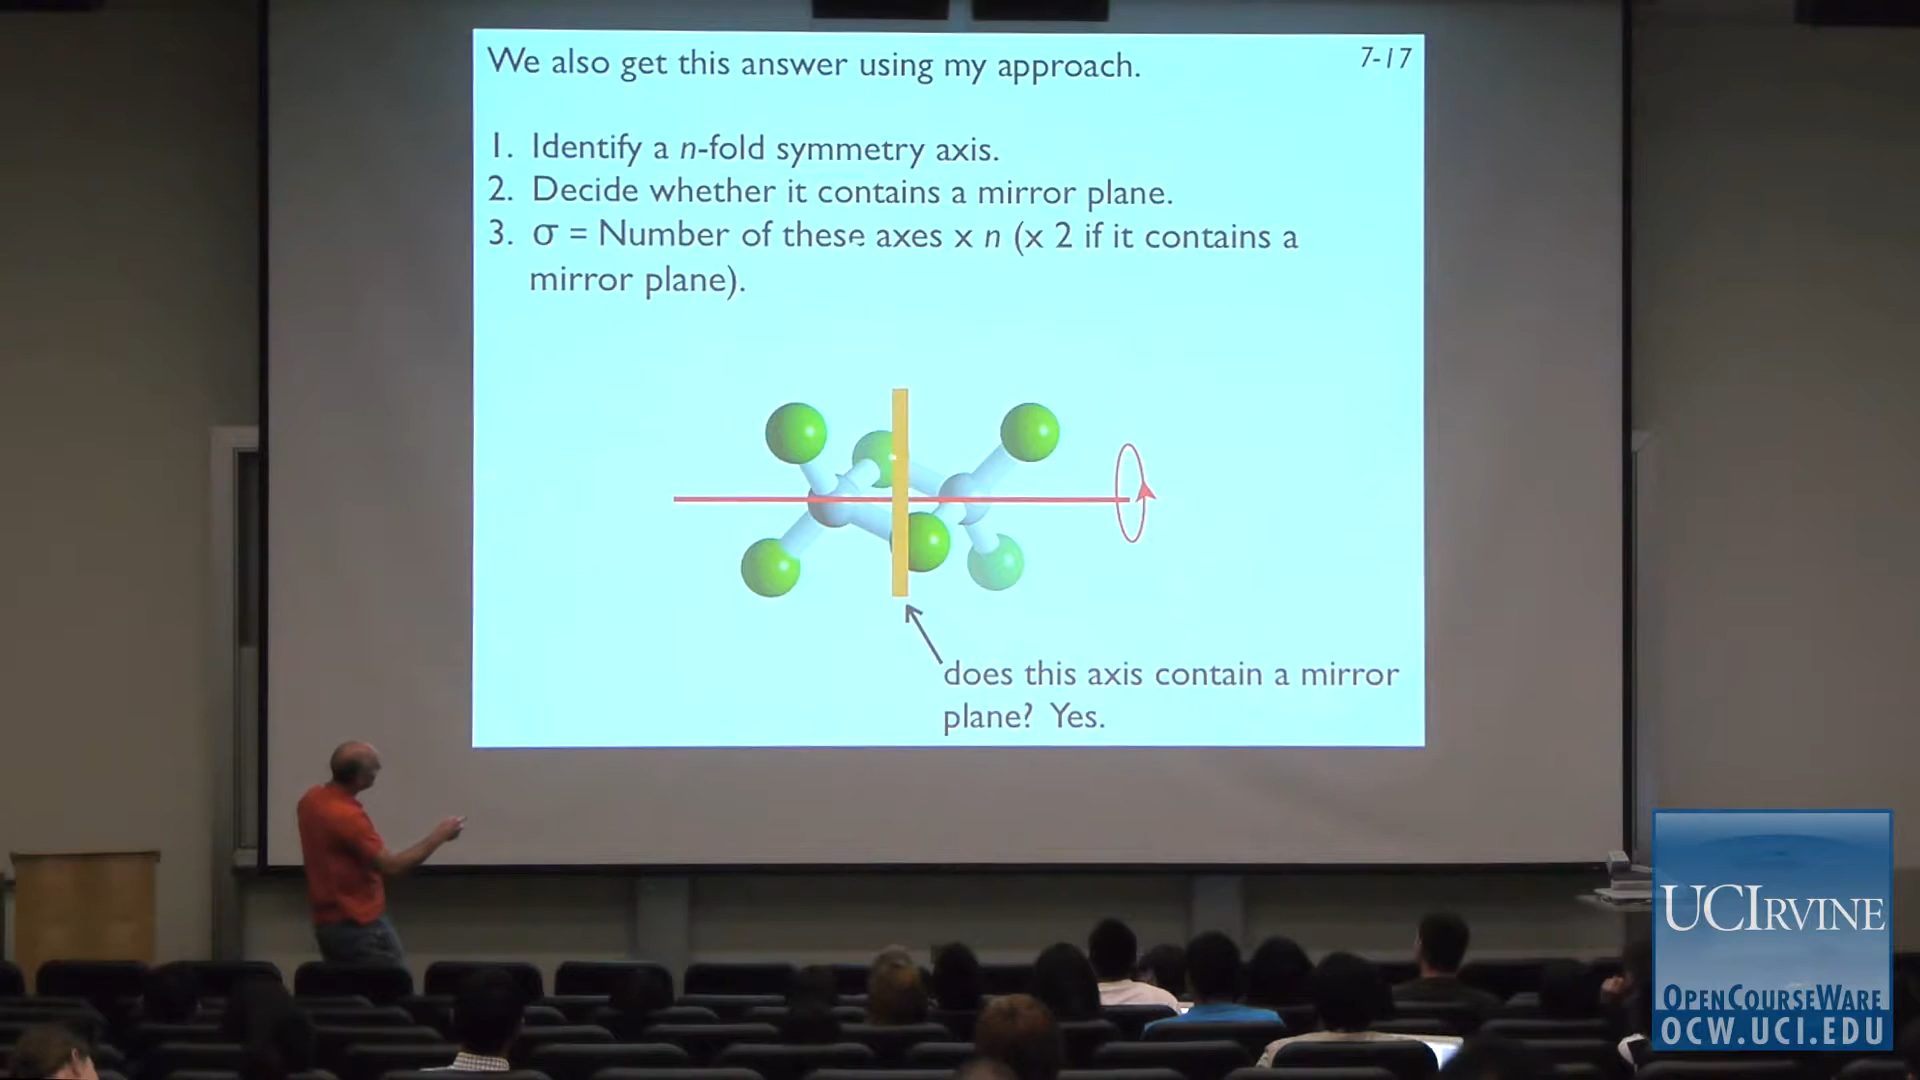 We also get this answer using my approach.
7-17
1. Identify a n-fold symmetry axis.
2. Decide whether it contains a mirror plane.
3. σ = Number of these axes x n (x 2 if it contains a
mirror plane).
does this axis contain a mirror
plane? Yes.
UCIRVINE
OPENCOURSEWARE
OCW.UCI.EDU